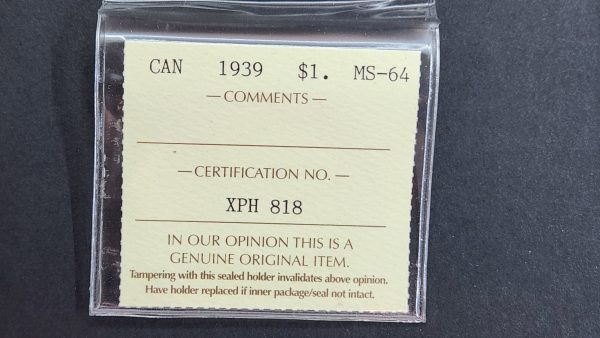 CAN 1939 $1. MS-64
— COMMENTS —
— CERTIFICATION NO. —
XPH 818
IN OUR OPINION THIS IS A
GENUINE ORIGINAL ITEM.
Tampering with this sealed holder invalidates above opinion.
Have holder replaced if inner package/seal not intact.